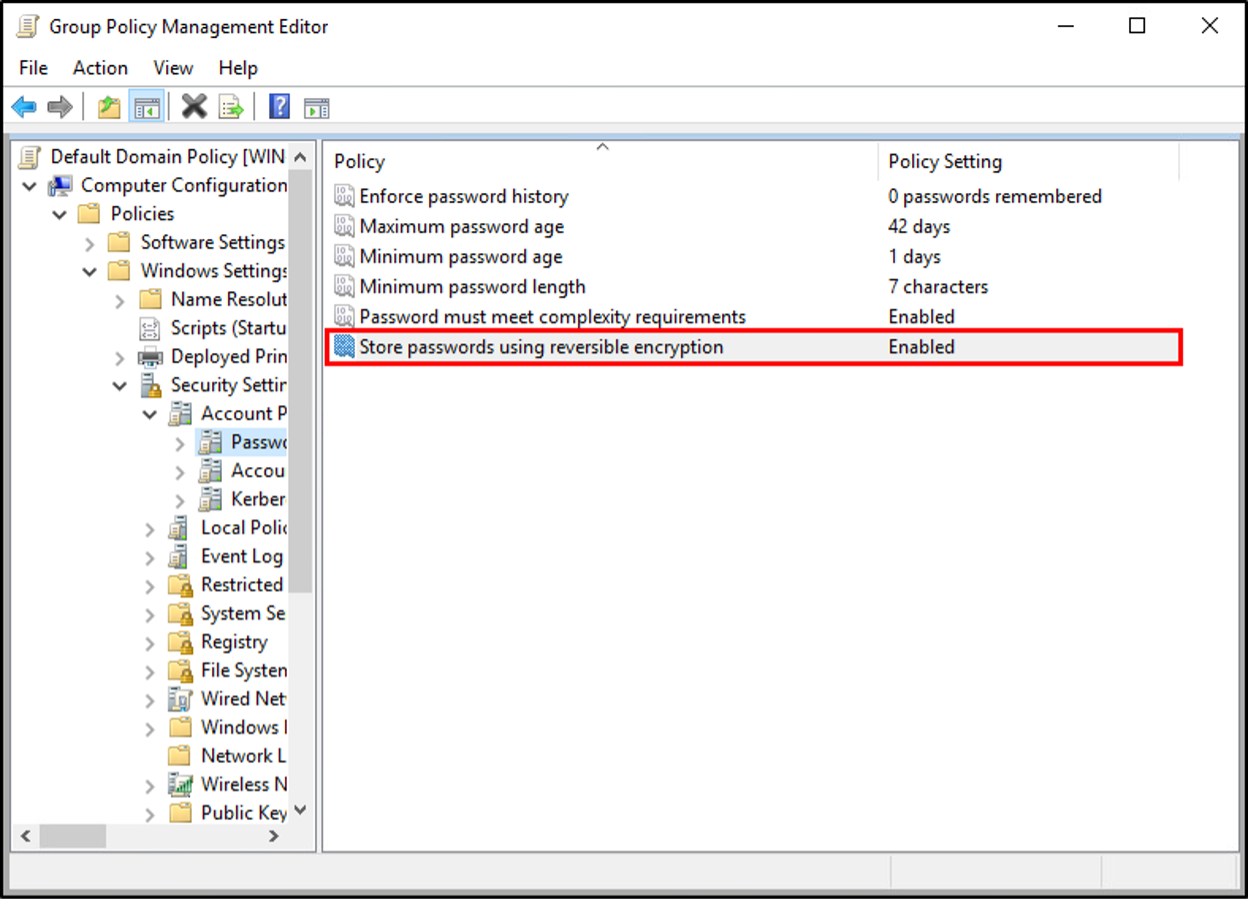 Group Policy Management Editor
File Action View Help
Default Domain Policy [WIN
Computer Configuration
Policies
Software Settings
Windows Settings
Name Resolut
Scripts (Startu
Deployed Prin
Security Settin
Account P
Passwo
Accou
Kerber
Local Polic
Event Log
Restricted
System Se
Registry
File System
Wired Net
Windows
Network L
Wireless N
Public Key
Policy Policy Setting
Enforce password history 0 passwords remembered
Maximum password age 42 days
Minimum password age 1 days
Minimum password length 7 characters
Password must meet complexity requirements Enabled
Store passwords using reversible encryption Enabled